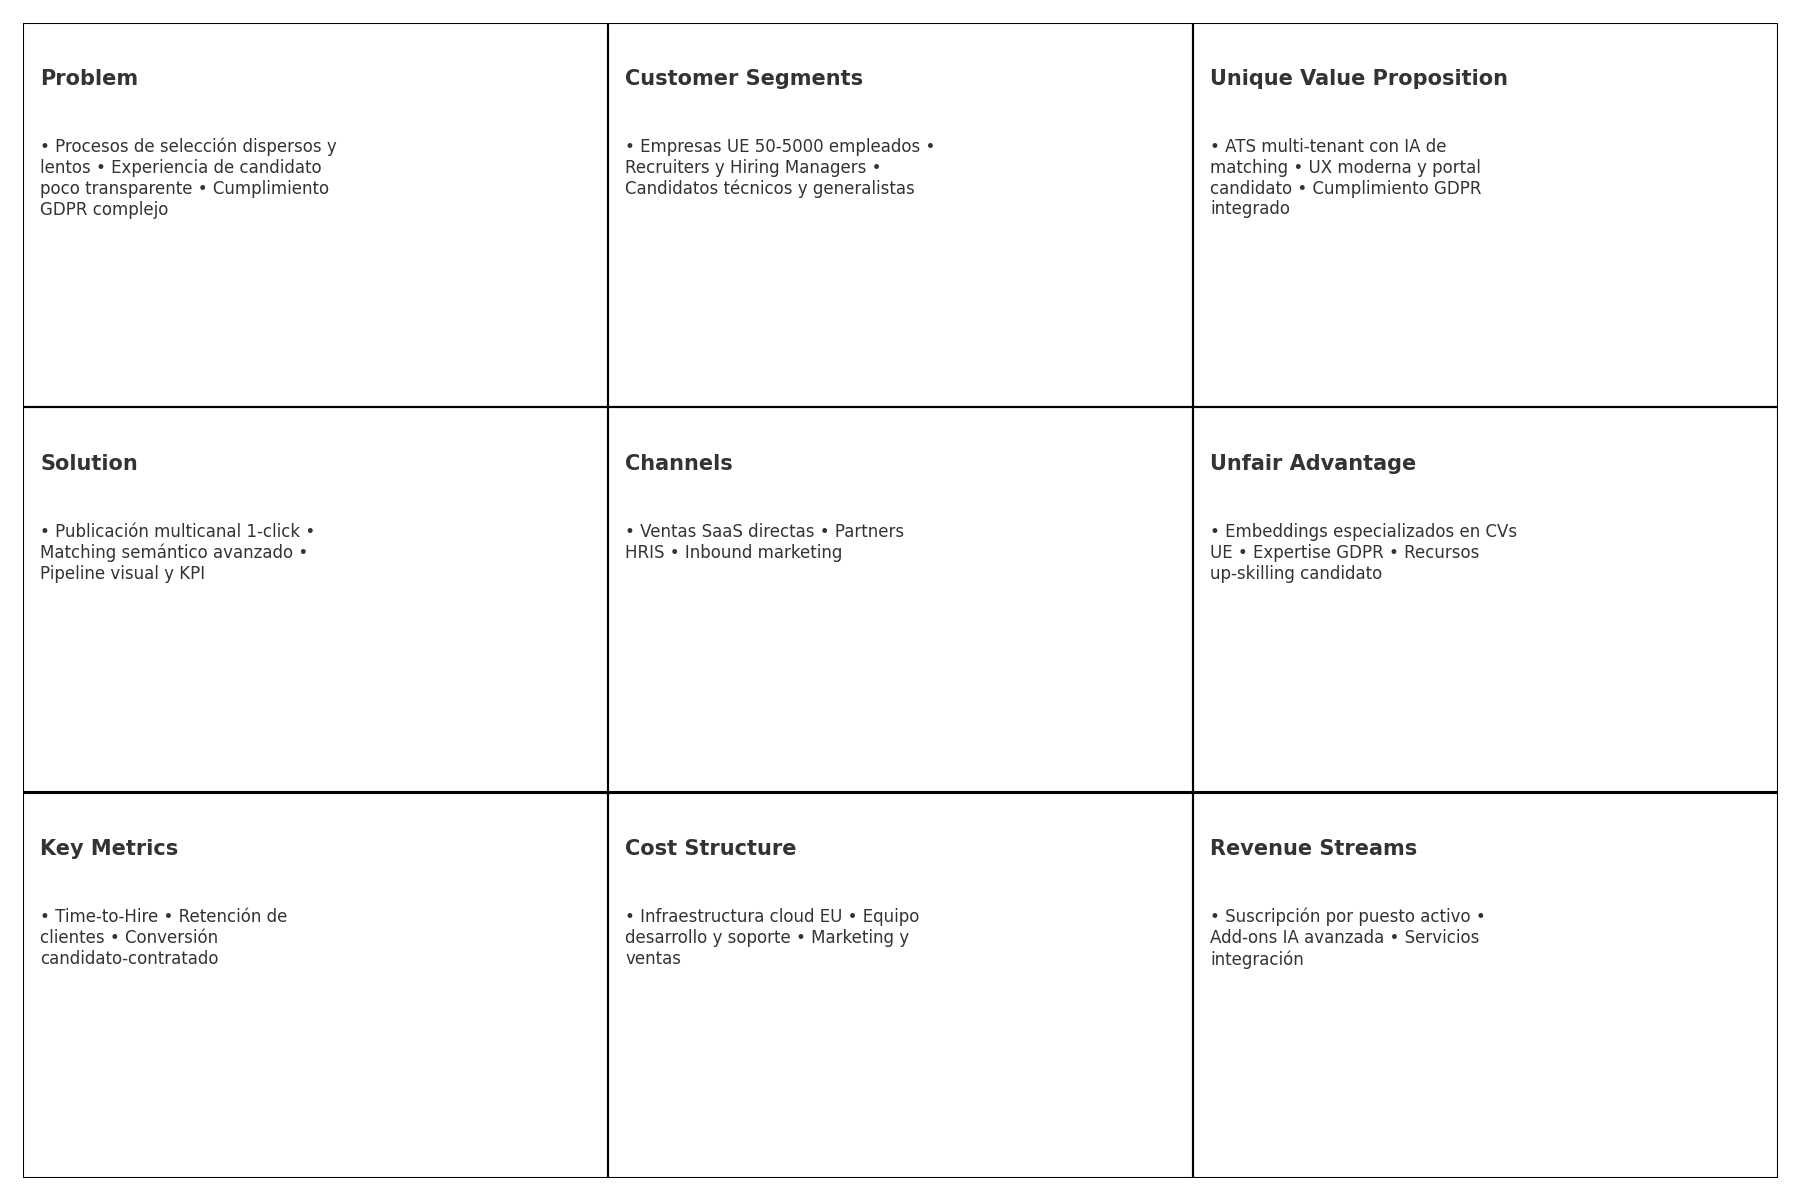 Problem
• Procesos de selección dispersos y
lentos • Experiencia de candidato
poco transparente • Cumplimiento
GDPR complejo
Customer Segments
• Empresas UE 50-5000 empleados •
Recruiters y Hiring Managers •
Candidatos técnicos y generalistas
Unique Value Proposition
• ATS multi-tenant con IA de
matching • UX moderna y portal
candidato • Cumplimiento GDPR
integrado
Solution
• Publicación multicanal 1-click •
Matching semántico avanzado •
Pipeline visual y KPI
Channels
• Ventas SaaS directas • Partners
HRIS • Inbound marketing
Unfair Advantage
• Embeddings especializados en CVs
UE • Expertise GDPR • Recursos
up-skilling candidato
Key Metrics
• Time-to-Hire • Retención de
clientes • Conversión
candidato-contratado
Cost Structure
• Infraestructura cloud EU • Equipo
desarrollo y soporte • Marketing y
ventas
Revenue Streams
• Suscripción por puesto activo •
Add-ons IA avanzada • Servicios
integración